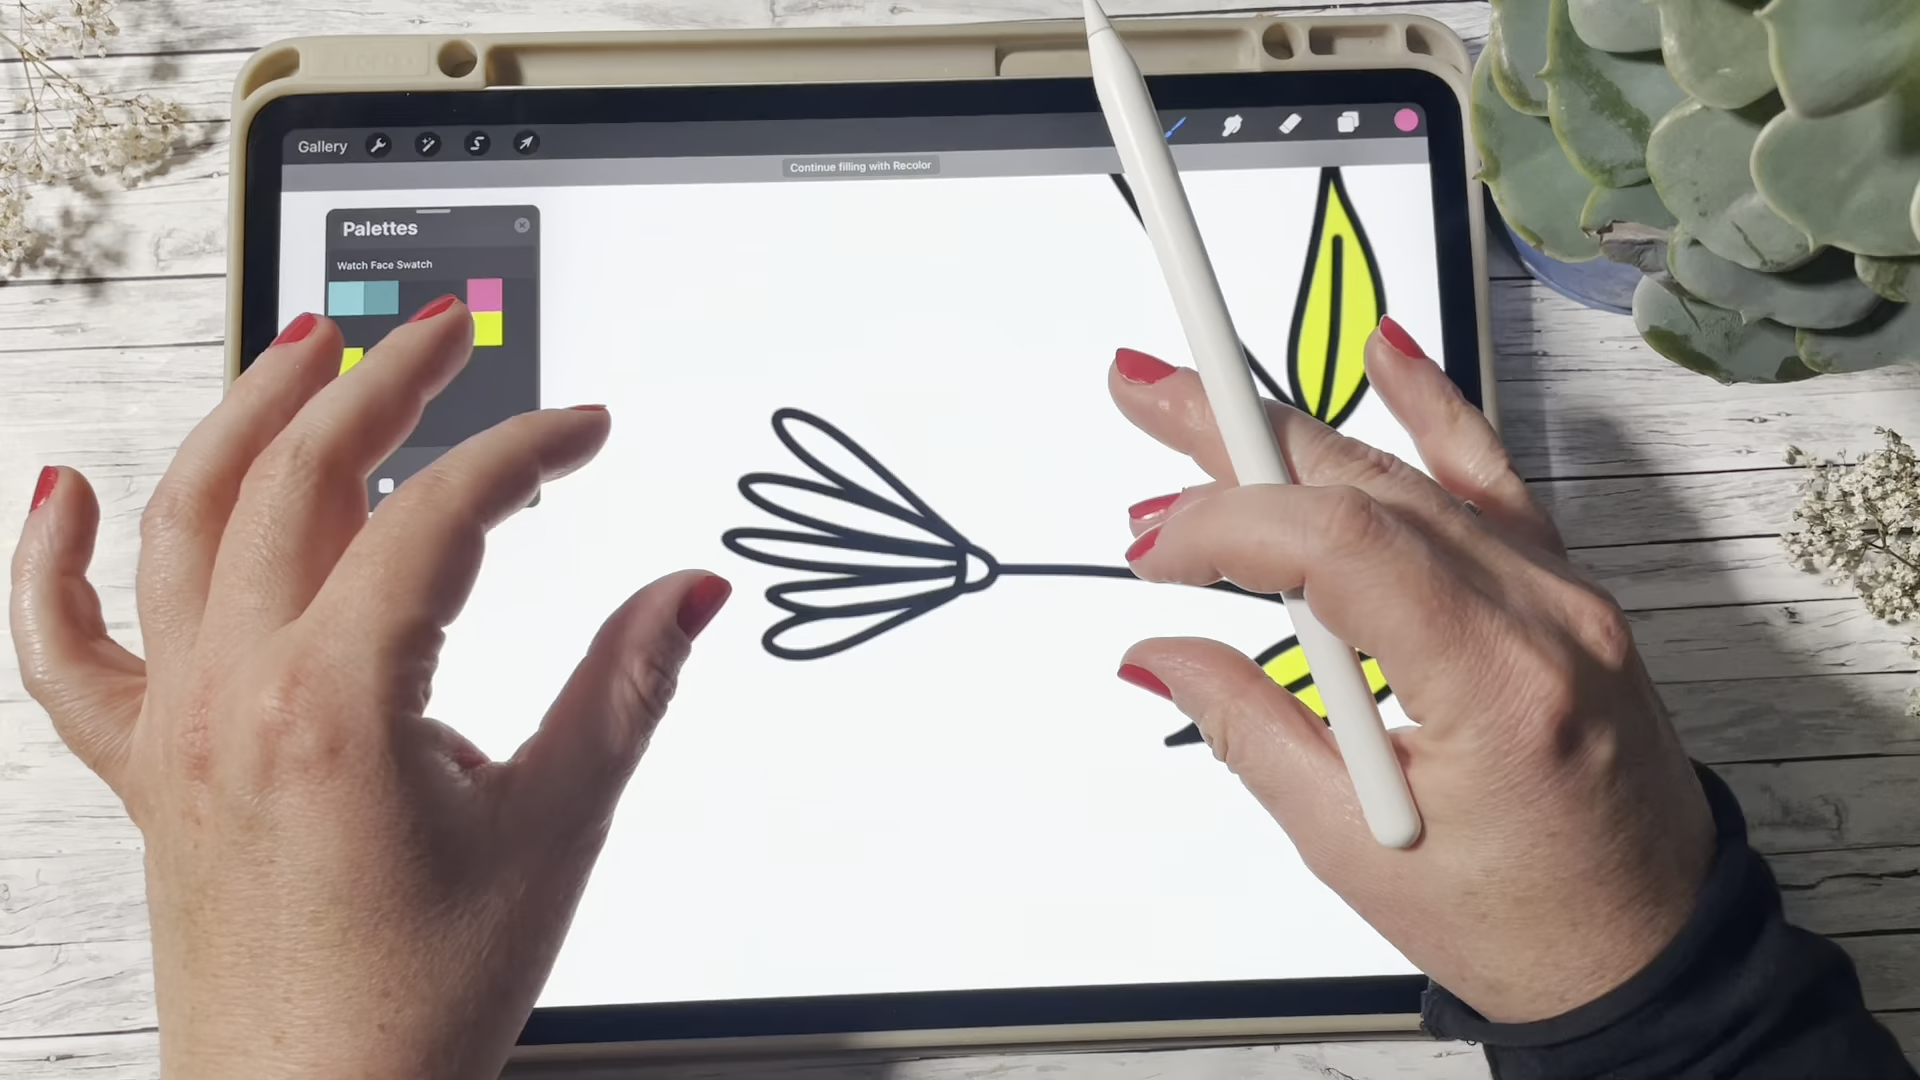 Gallery
Continue filling with Recolor
Palettes
Watch Face Swatch